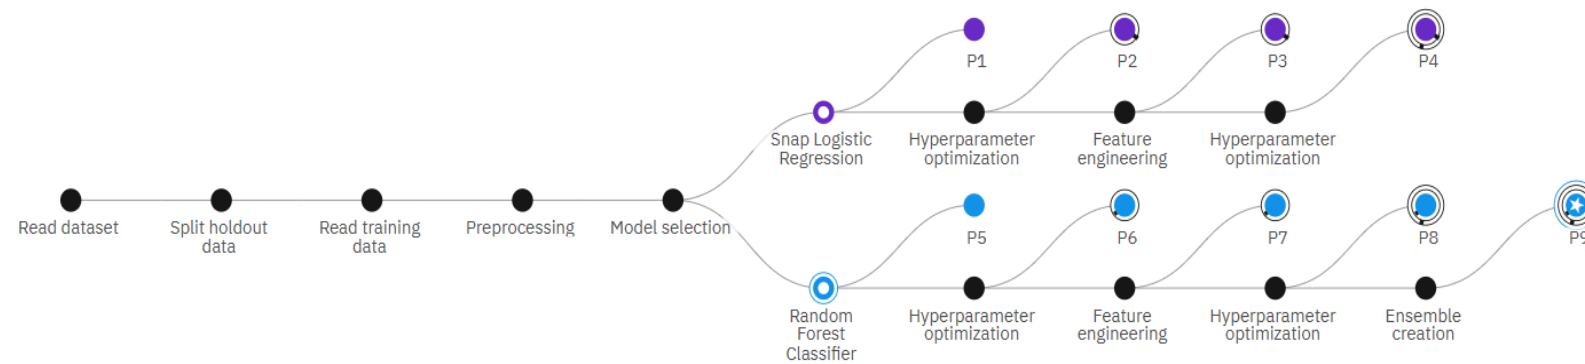 P1
P2
P3
P4
Snap Logistic
Regression
Hyperparameter
optimization
Feature
engineering
Hyperparameter
optimization
Read dataset
Split holdout
data
Read training
data
Preprocessing
Model selection
P5
P6
P7
P8
P9
Random
Forest
Classifier
Hyperparameter
optimization
Feature
engineering
Hyperparameter
optimization
Ensemble
creation